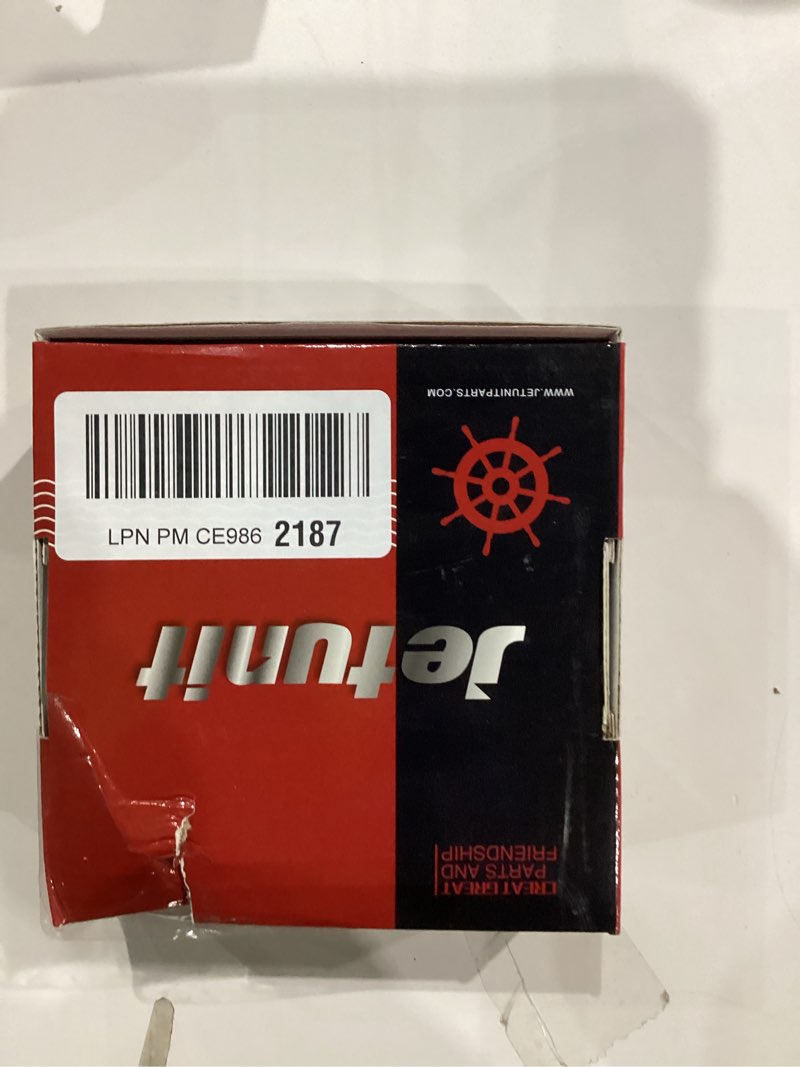 LPN PM CE986 2187
WWW.JETUNITPARTS.COM
Jetunit
CREAT GREAT
PARTS AND
FRIENDSHIP